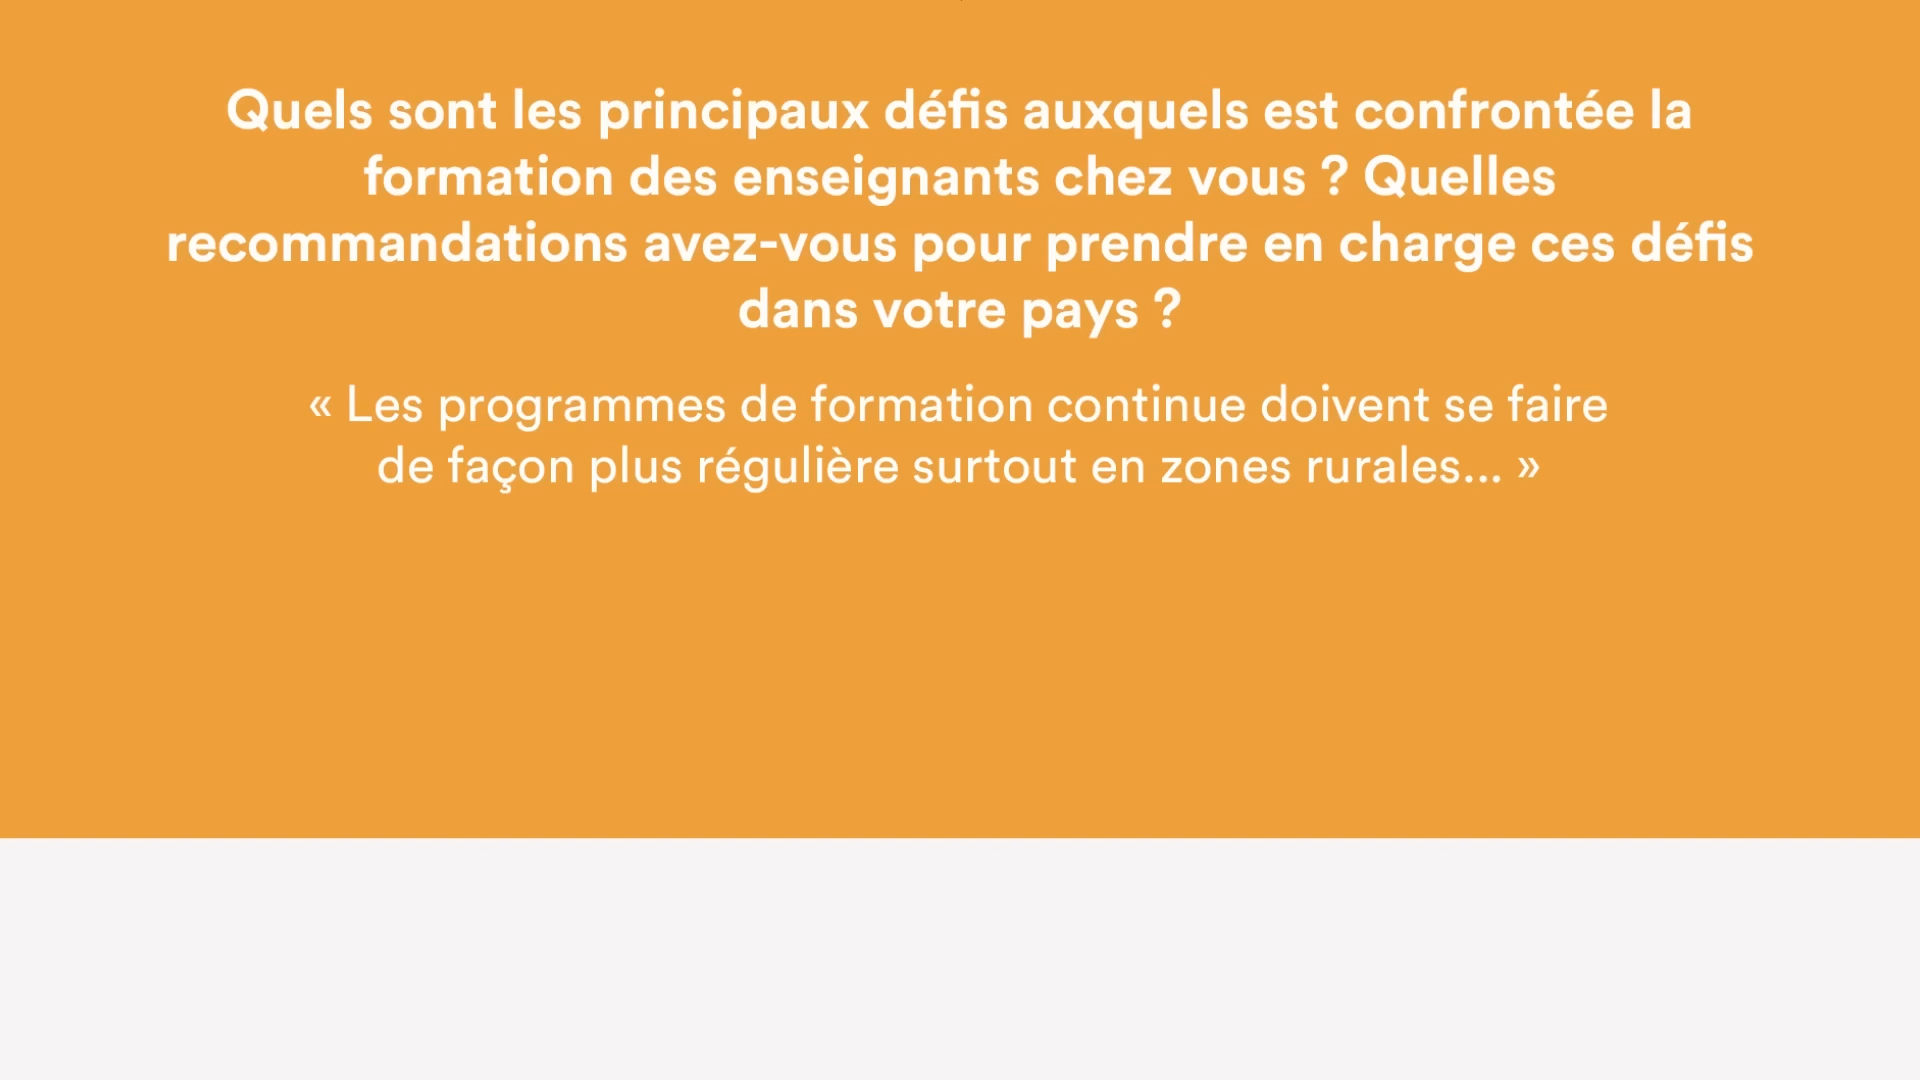 Quels sont les principaux défis auxquels est confrontée la
formation des enseignants chez vous ? Quelles
recommandations avez-vous pour prendre en charge ces défis
dans votre pays ?
« Les programmes de formation continue doivent se faire
de façon plus régulière surtout en zones rurales... »